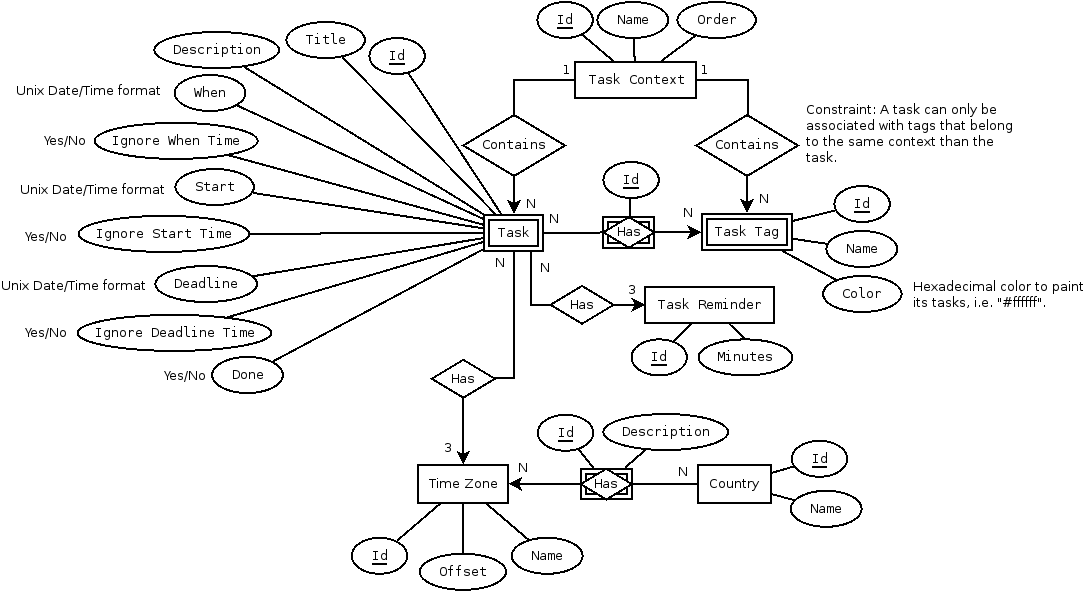 Id
Name
Order
Title
Description
Id
1
Task Context
1
Unix Date/Time format
When
Constraint: A task can only be
associated with tags that belong
to the same context than the
task.
Yes/No
Ignore When Time
Contains
Contains
Id
Unix Date/Time format
Start
N
N
Id
N
N
Yes/No
Ignore Start Time
Task
Has
Task Tag
Name
N
N
Unix Date/Time format
Deadline
Color
Hexadecimal color to paint
its tasks, i.e. "#ffffff".
3
Has
Task Reminder
Yes/No
Ignore Deadline Time
Id
Minutes
Yes/No
Done
Has
Id
Description
3
N
N
Id
Time Zone
Has
Country
Name
Id
Offset
Name